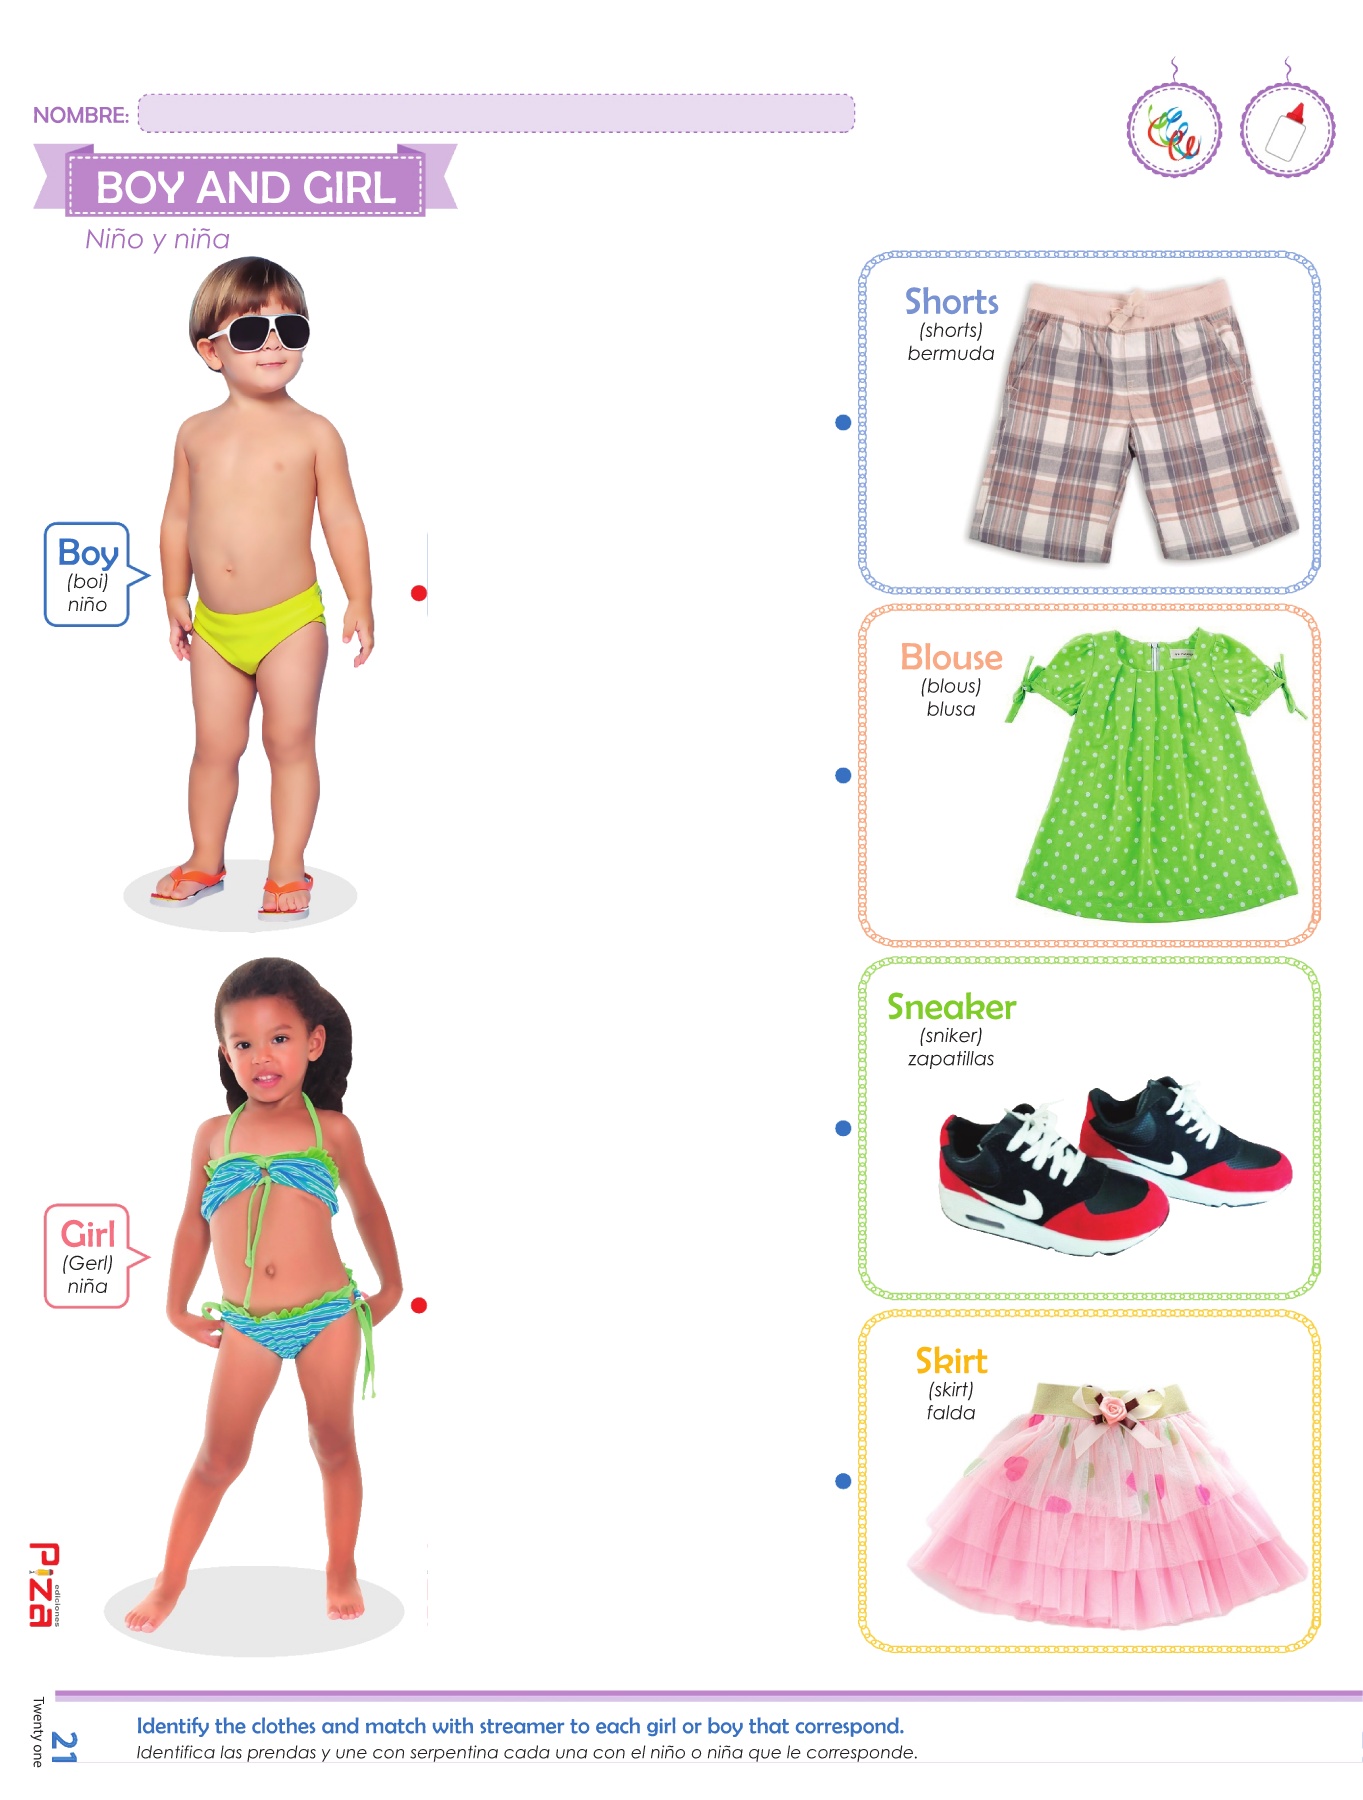 NOMBRE:
BOY AND GIRL
Niño y niña
Boy
(boi)
niño
Shorts
(shorts)
bermuda
Blouse
(blous)
blusa
Sneaker
(sniker)
zapatillas
Girl
(Gerl)
niña
Skirt
(skirt)
falda
Piza
ediciones
Twenty one
21
Identify the clothes and match with streamer to each girl or boy that correspond.
Identifica las prendas y une con serpentina cada una con el niño o niña que le corresponde.